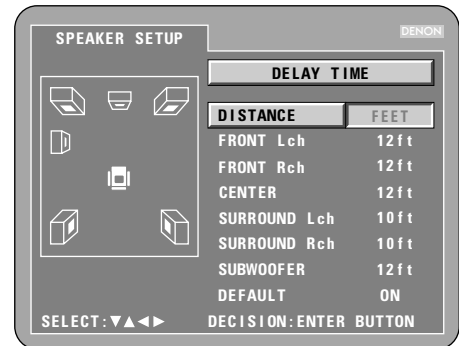 SPEAKER SETUP
DENON
DELAY TIME
DISTANCE FEET
FRONT Lch 12ft
FRONT Rch 12ft
CENTER 12ft
SURROUND Lch 10ft
SURROUND Rch 10ft
SUBWOOFER 12ft
DEFAULT ON
SELECT:▼▲◄► DECISION:ENTER BUTTON